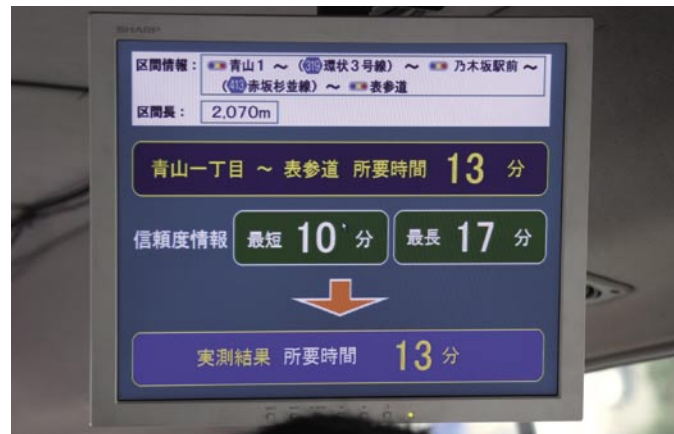 SHARP
区間情報： 青山1 ～ （319環状3号線） ～ 乃木坂駅前 ～
（413赤坂杉並線） ～ 表参道
区間長： 2,070m
青山一丁目 ～ 表参道 所要時間 13 分
信頼度情報 最短 10 分 最長 17 分
実測結果 所要時間 13 分